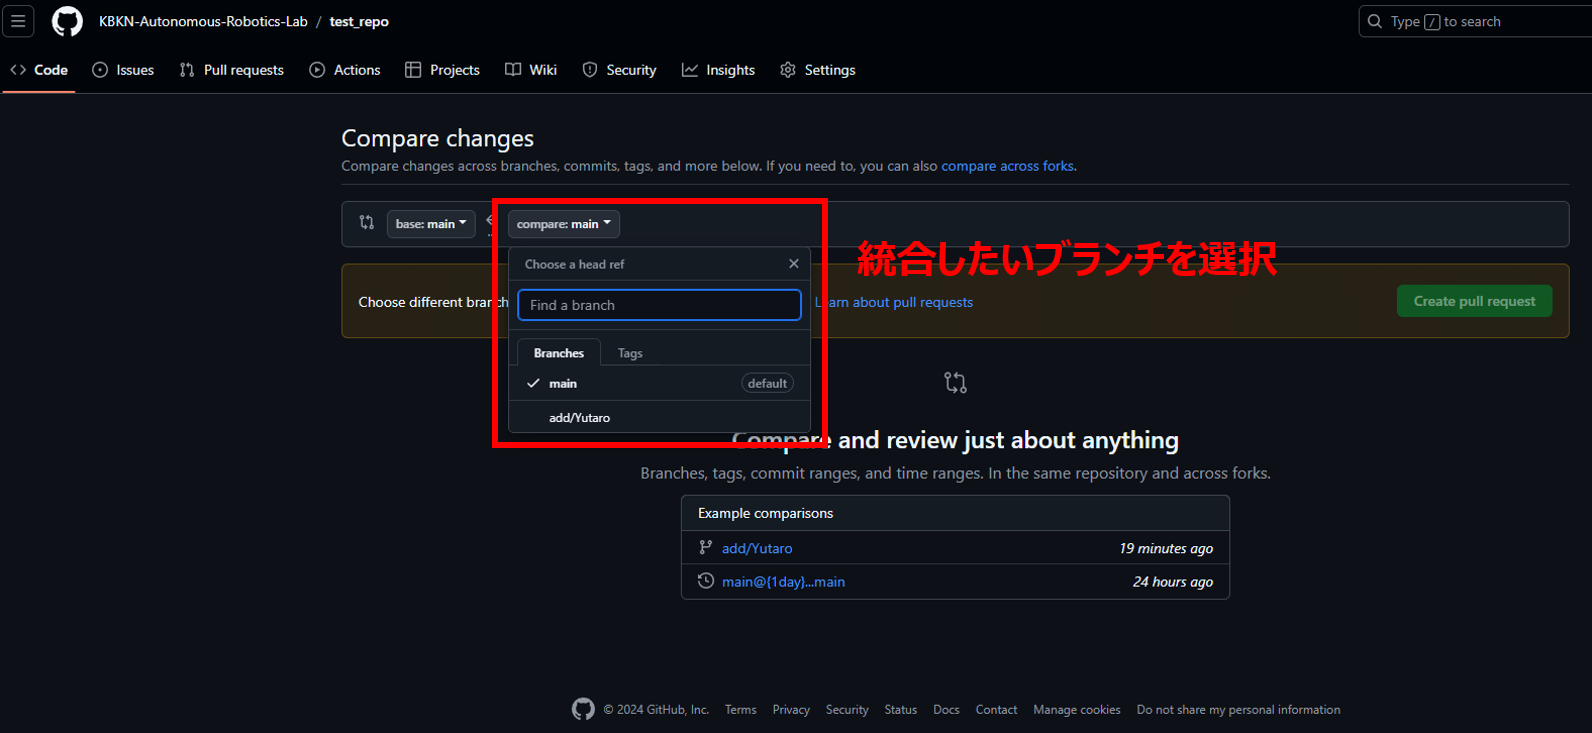 KBKN-Autonomous-Robotics-Lab / test_repo
Type / to search
Code Issues Pull requests Actions Projects Wiki Security Insights Settings
Compare changes
Compare changes across branches, commits, tags, and more below. If you need to, you can also compare across forks.
base: main compare: main
Choose a head ref
統合したいブランチを選択
Choose different branch
Find a branch
Learn about pull requests
Create pull request
Branches Tags
main default
add/Yutaro
Compare and review just about anything
Branches, tags, commit ranges, and time ranges. In the same repository and across forks.
Example comparisons
add/Yutaro 19 minutes ago
main@{1day}...main 24 hours ago
© 2024 GitHub, Inc. Terms Privacy Security Status Docs Contact Manage cookies Do not share my personal information